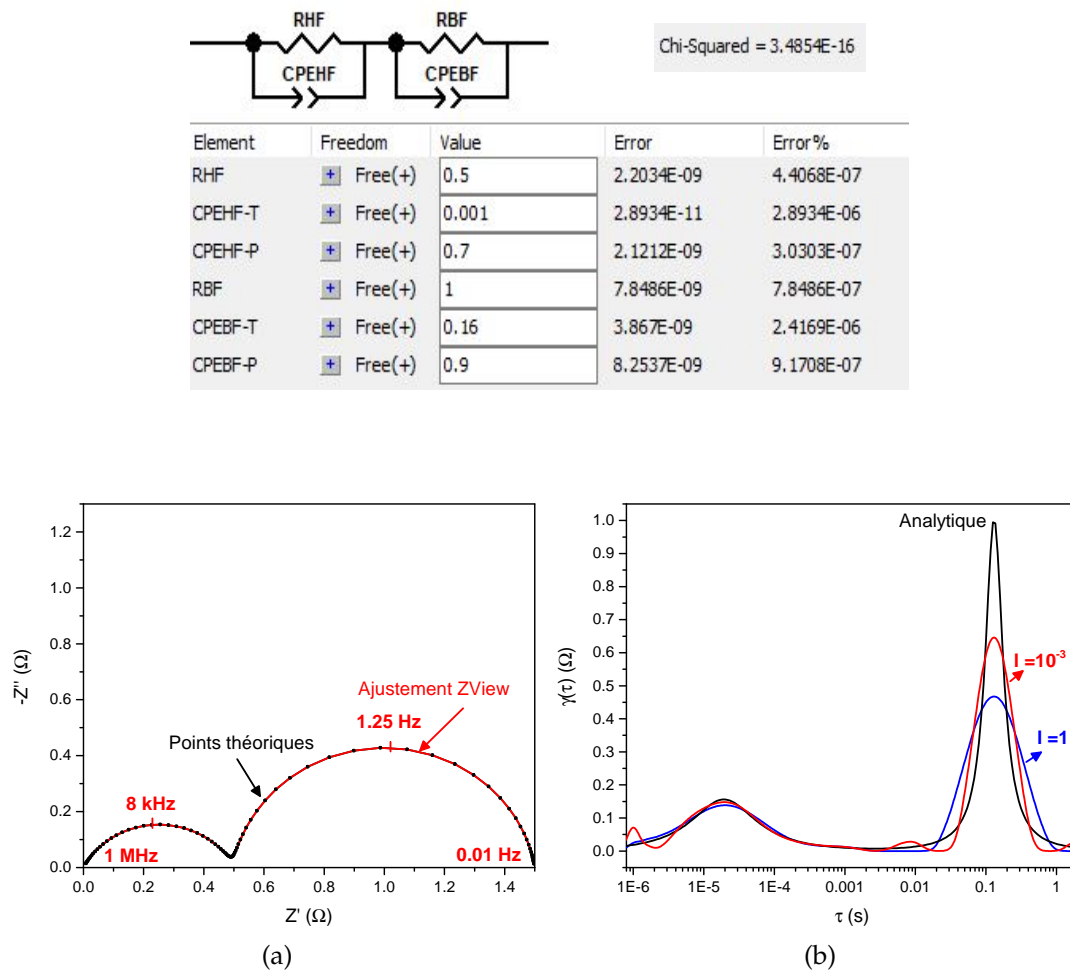 RHF RBF
CPEHF CPEBF
Chi-Squared = 3.4854E-16
Element Freedom Value Error Error%
RHF + Free(+) 0.5 2.2034E-09 4.4068E-07
CPEHF-T + Free(+) 0.001 2.8934E-11 2.8934E-06
CPEHF-P + Free(+) 0.7 2.1212E-09 3.0303E-07
RBF + Free(+) 1 7.8486E-09 7.8486E-07
CPEBF-T + Free(+) 0.16 3.867E-09 2.4169E-06
CPEBF-P + Free(+) 0.9 8.2537E-09 9.1708E-07
-Z'' (Ω)
1.2
1.0
0.8
0.6
0.4
0.2
0.0
Ajustement ZView
1.25 Hz
Points théoriques
8 kHz
1 MHz
0.01 Hz
0.0 0.2 0.4 0.6 0.8 1.0 1.2 1.4
Z' (Ω)
(a)
γ(τ) (Ω)
1.0
0.9
0.8
0.7
0.6
0.5
0.4
0.3
0.2
0.1
0.0
Analytique
l =10⁻³
l =1
1E-6 1E-5 1E-4 0.001 0.01 0.1 1
τ (s)
(b)